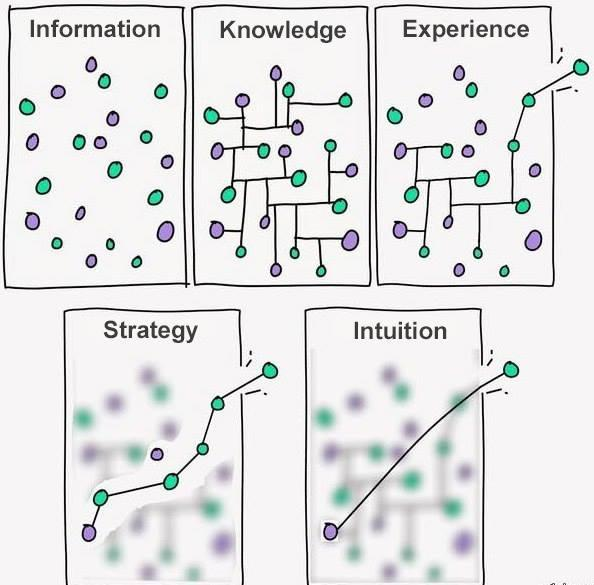 Information
Knowledge
Experience
Strategy
Intuition